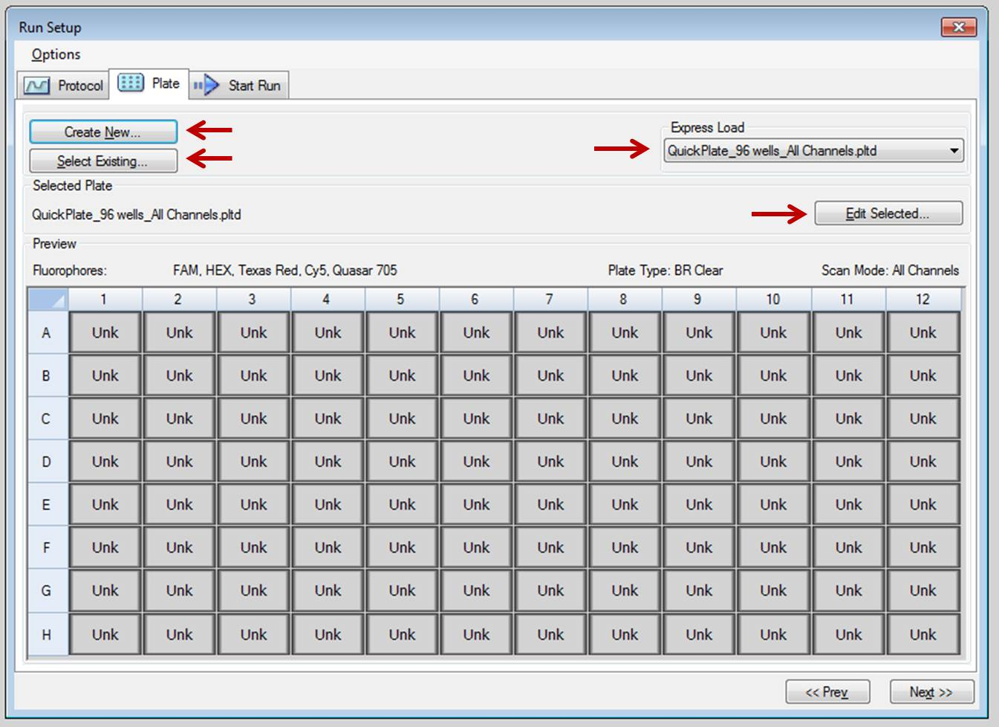 Run Setup
Options
Protocol Plate Start Run
Create New...
Select Existing...
Express Load
QuickPlate_96 wells_All Channels.pltd
Selected Plate
QuickPlate_96 wells_All Channels.pltd
Edit Selected...
Preview
Fluorophores: FAM, HEX, Texas Red, Cy5, Quasar 705 Plate Type: BR Clear Scan Mode: All Channels
1 2 3 4 5 6 7 8 9 10 11 12
A Unk Unk Unk Unk Unk Unk Unk Unk Unk Unk Unk Unk
B Unk Unk Unk Unk Unk Unk Unk Unk Unk Unk Unk Unk
C Unk Unk Unk Unk Unk Unk Unk Unk Unk Unk Unk Unk
D Unk Unk Unk Unk Unk Unk Unk Unk Unk Unk Unk Unk
E Unk Unk Unk Unk Unk Unk Unk Unk Unk Unk Unk Unk
F Unk Unk Unk Unk Unk Unk Unk Unk Unk Unk Unk Unk
G Unk Unk Unk Unk Unk Unk Unk Unk Unk Unk Unk Unk
H Unk Unk Unk Unk Unk Unk Unk Unk Unk Unk Unk Unk
<< Prev Next >>